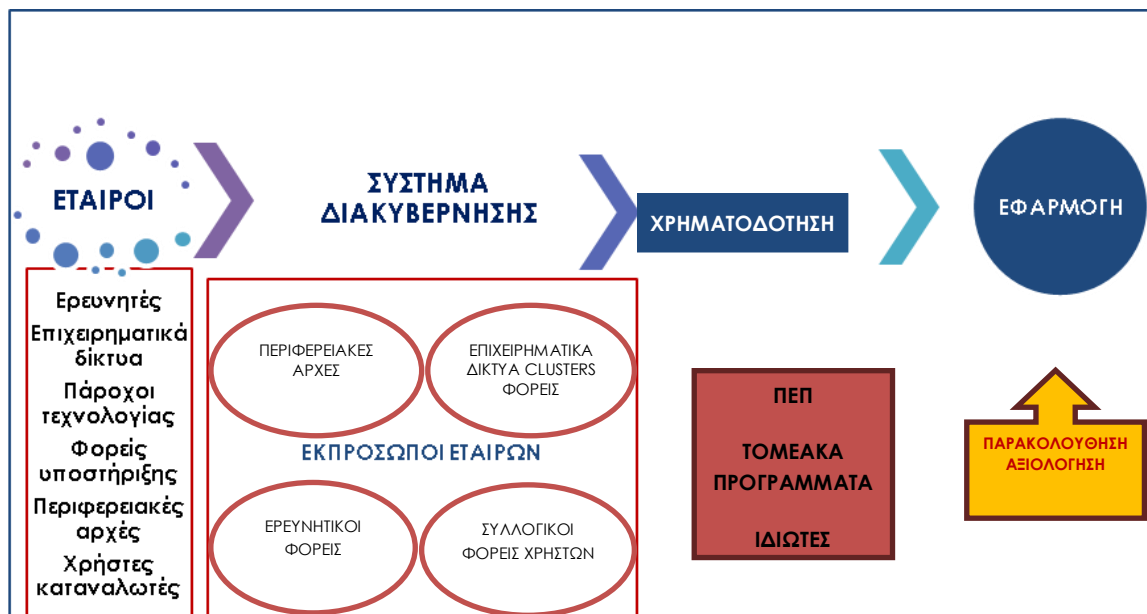 ΕΤΑΙΡΟΙ
ΣΥΣΤΗΜΑ
ΔΙΑΚΥΒΕΡΝΗΣΗΣ
ΧΡΗΜΑΤΟΔΟΤΗΣΗ
ΕΦΑΡΜΟΓΗ
Ερευνητές
Επιχειρηματικά
δίκτυα
Πάροχοι
τεχνολογίας
Φορείς
υποστήριξης
Περιφερειακές
αρχές
Χρήστες
καταναλωτές
ΠΕΡΙΦΕΡΕΙΑΚΕΣ
ΑΡΧΕΣ
ΕΠΙΧΕΙΡΗΜΑΤΙΚΑ
ΔΙΚΤΥΑ CLUSTERS
ΦΟΡΕΙΣ
ΕΚΠΡΟΣΩΠΟΙ ΕΤΑΙΡΩΝ
ΕΡΕΥΝΗΤΙΚΟΙ
ΦΟΡΕΙΣ
ΣΥΛΛΟΓΙΚΟΙ
ΦΟΡΕΙΣ ΧΡΗΣΤΩΝ
ΠΕΠ
ΤΟΜΕΑΚΑ
ΠΡΟΓΡΑΜΜΑΤΑ
ΙΔΙΩΤΕΣ
ΠΑΡΑΚΟΛΟΥΘΗΣΗ
ΑΞΙΟΛΟΓΗΣΗ